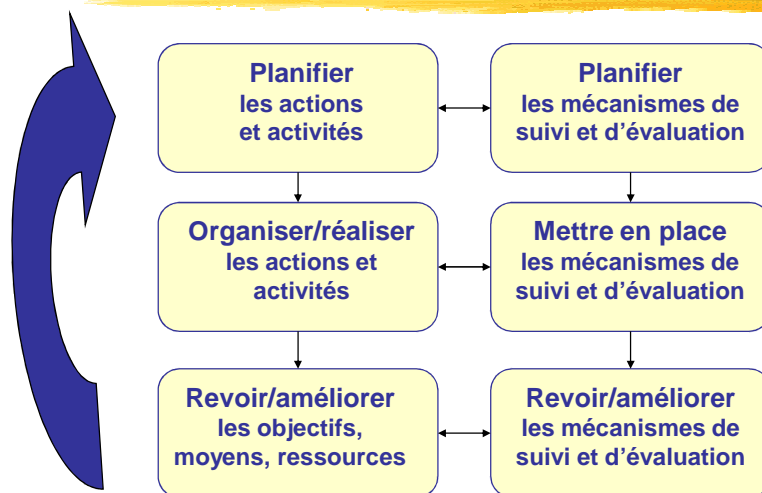 Planifier
les actions
et activités
Planifier
les mécanismes de
suivi et d'évaluation
Organiser/réaliser
les actions et
activités
Mettre en place
les mécanismes de
suivi et d'évaluation
Revoir/améliorer
les objectifs,
moyens, ressources
Revoir/améliorer
les mécanismes de
suivi et d'évaluation